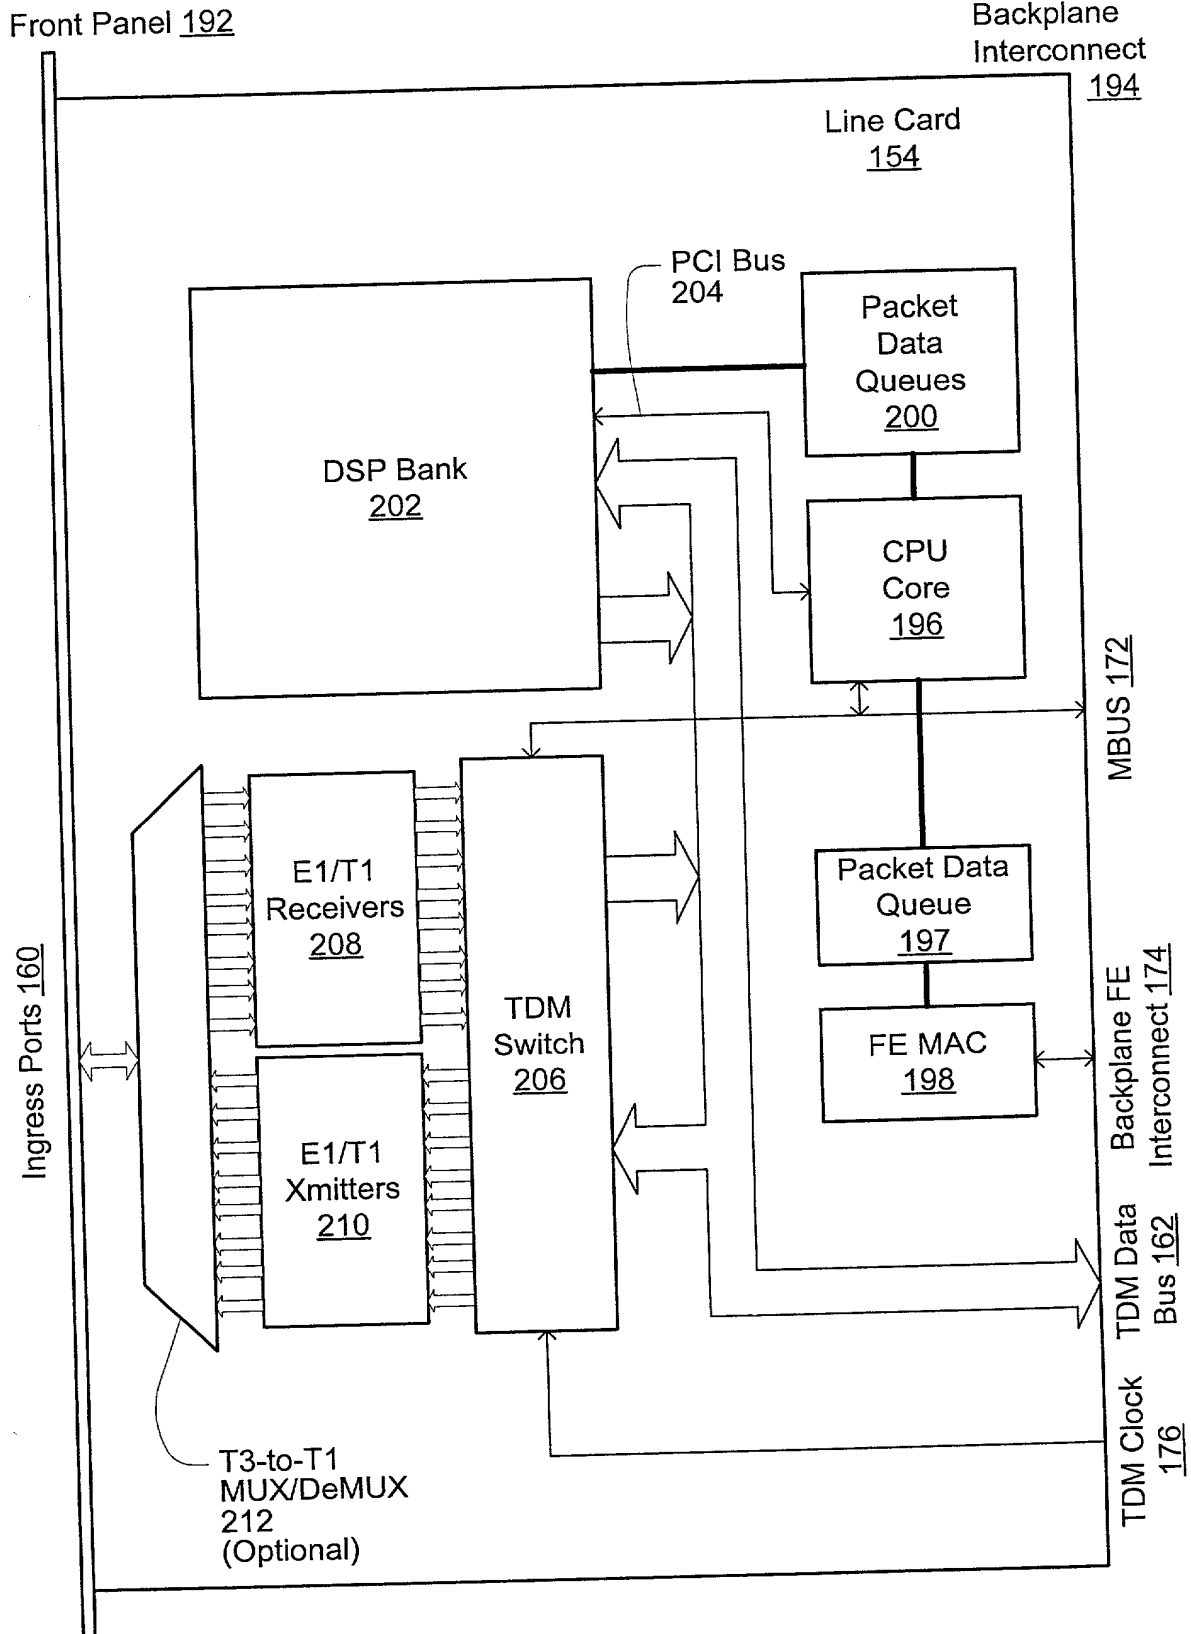 Front Panel 192
Backplane
Interconnect
194
Line Card
154
PCI Bus
204
Packet
Data
Queues
200
DSP Bank
202
CPU
Core
196
MBUS 172
E1/T1
Receivers
208
Packet Data
Queue
197
TDM
Switch
206
FE MAC
198
Ingress Ports 160
Backplane FE
Interconnect 174
E1/T1
Xmitters
210
TDM Data
Bus 162
TDM Clock
176
T3-to-T1
MUX/DeMUX
212
(Optional)